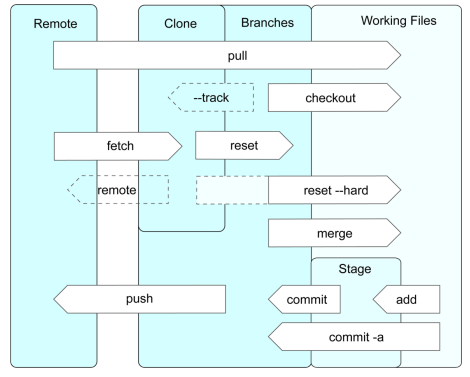 Remote
Clone
Branches
Working Files
pull
--track
checkout
fetch
reset
remote
reset --hard
merge
Stage
push
commit
add
commit -a